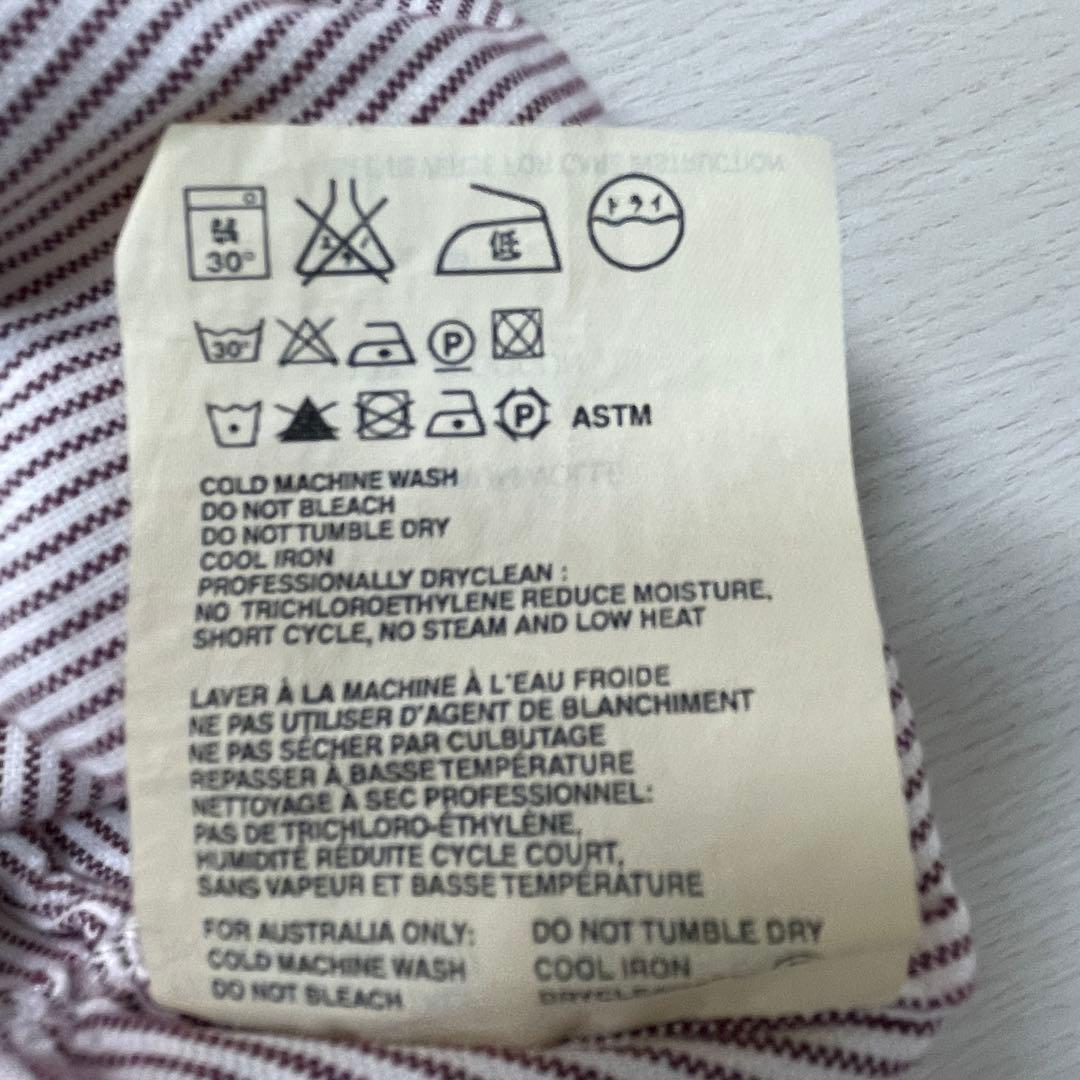 弱 30° エンソ 低 ドライ
30° P
P ASTM
COLD MACHINE WASH
DO NOT BLEACH
DO NOT TUMBLE DRY
COOL IRON
PROFESSIONALLY DRYCLEAN :
NO TRICHLOROETHYLENE REDUCE MOISTURE,
SHORT CYCLE, NO STEAM AND LOW HEAT
LAVER À LA MACHINE À L'EAU FROIDE
NE PAS UTILISER D'AGENT DE BLANCHIMENT
NE PAS SÉCHER PAR CULBUTAGE
REPASSER À BASSE TEMPÉRATURE
NETTOYAGE À SEC PROFESSIONNEL:
PAS DE TRICHLORO-ÉTHYLÈNE,
HUMIDITÉ RÉDUITE CYCLE COURT,
SANS VAPEUR ET BASSE TEMPÉRATURE
FOR AUSTRALIA ONLY: DO NOT TUMBLE DRY
COLD MACHINE WASH COOL IRON
DO NOT BLEACH